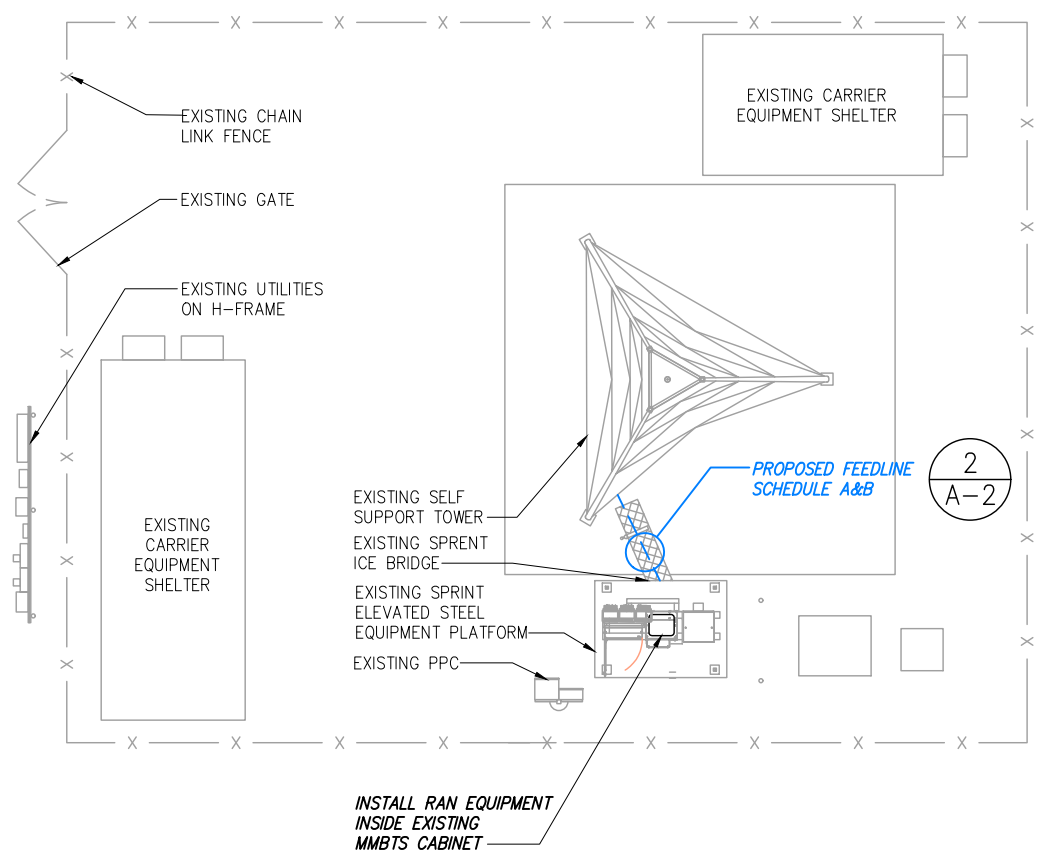 EXISTING CARRIER
EQUIPMENT SHELTER
EXISTING CHAIN
LINK FENCE
EXISTING GATE
EXISTING UTILITIES
ON H-FRAME
PROPOSED FEEDLINE
SCHEDULE A&B
2
A-2
EXISTING SELF
SUPPORT TOWER
EXISTING SPRENT
ICE BRIDGE
EXISTING SPRINT
ELEVATED STEEL
EQUIPMENT PLATFORM
EXISTING PPC
EXISTING
CARRIER
EQUIPMENT
SHELTER
INSTALL RAN EQUIPMENT
INSIDE EXISTING
MMBTS CABINET